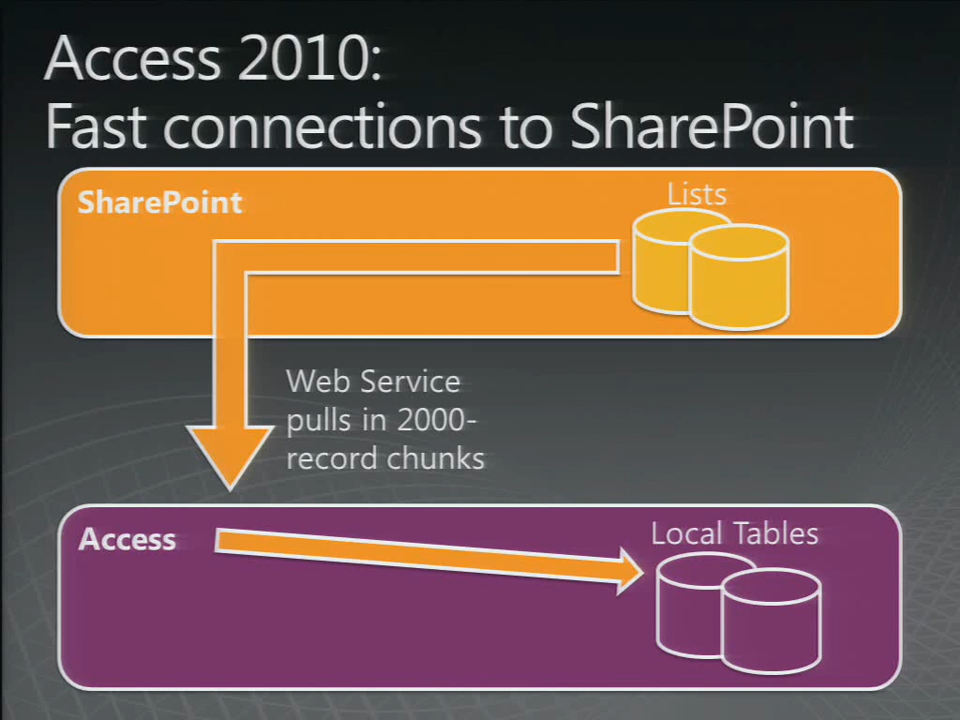 Access 2010:
Fast connections to SharePoint
SharePoint
Lists
Web Service
pulls in 2000-
record chunks
Access
Local Tables